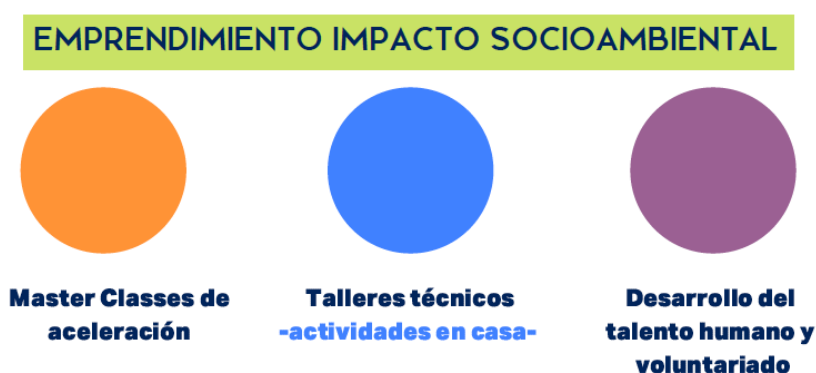 EMPRENDIMIENTO IMPACTO SOCIOAMBIENTAL
Master Classes de
aceleración
Talleres técnicos
-actividades en casa-
Desarrollo del
talento humano y
voluntariado